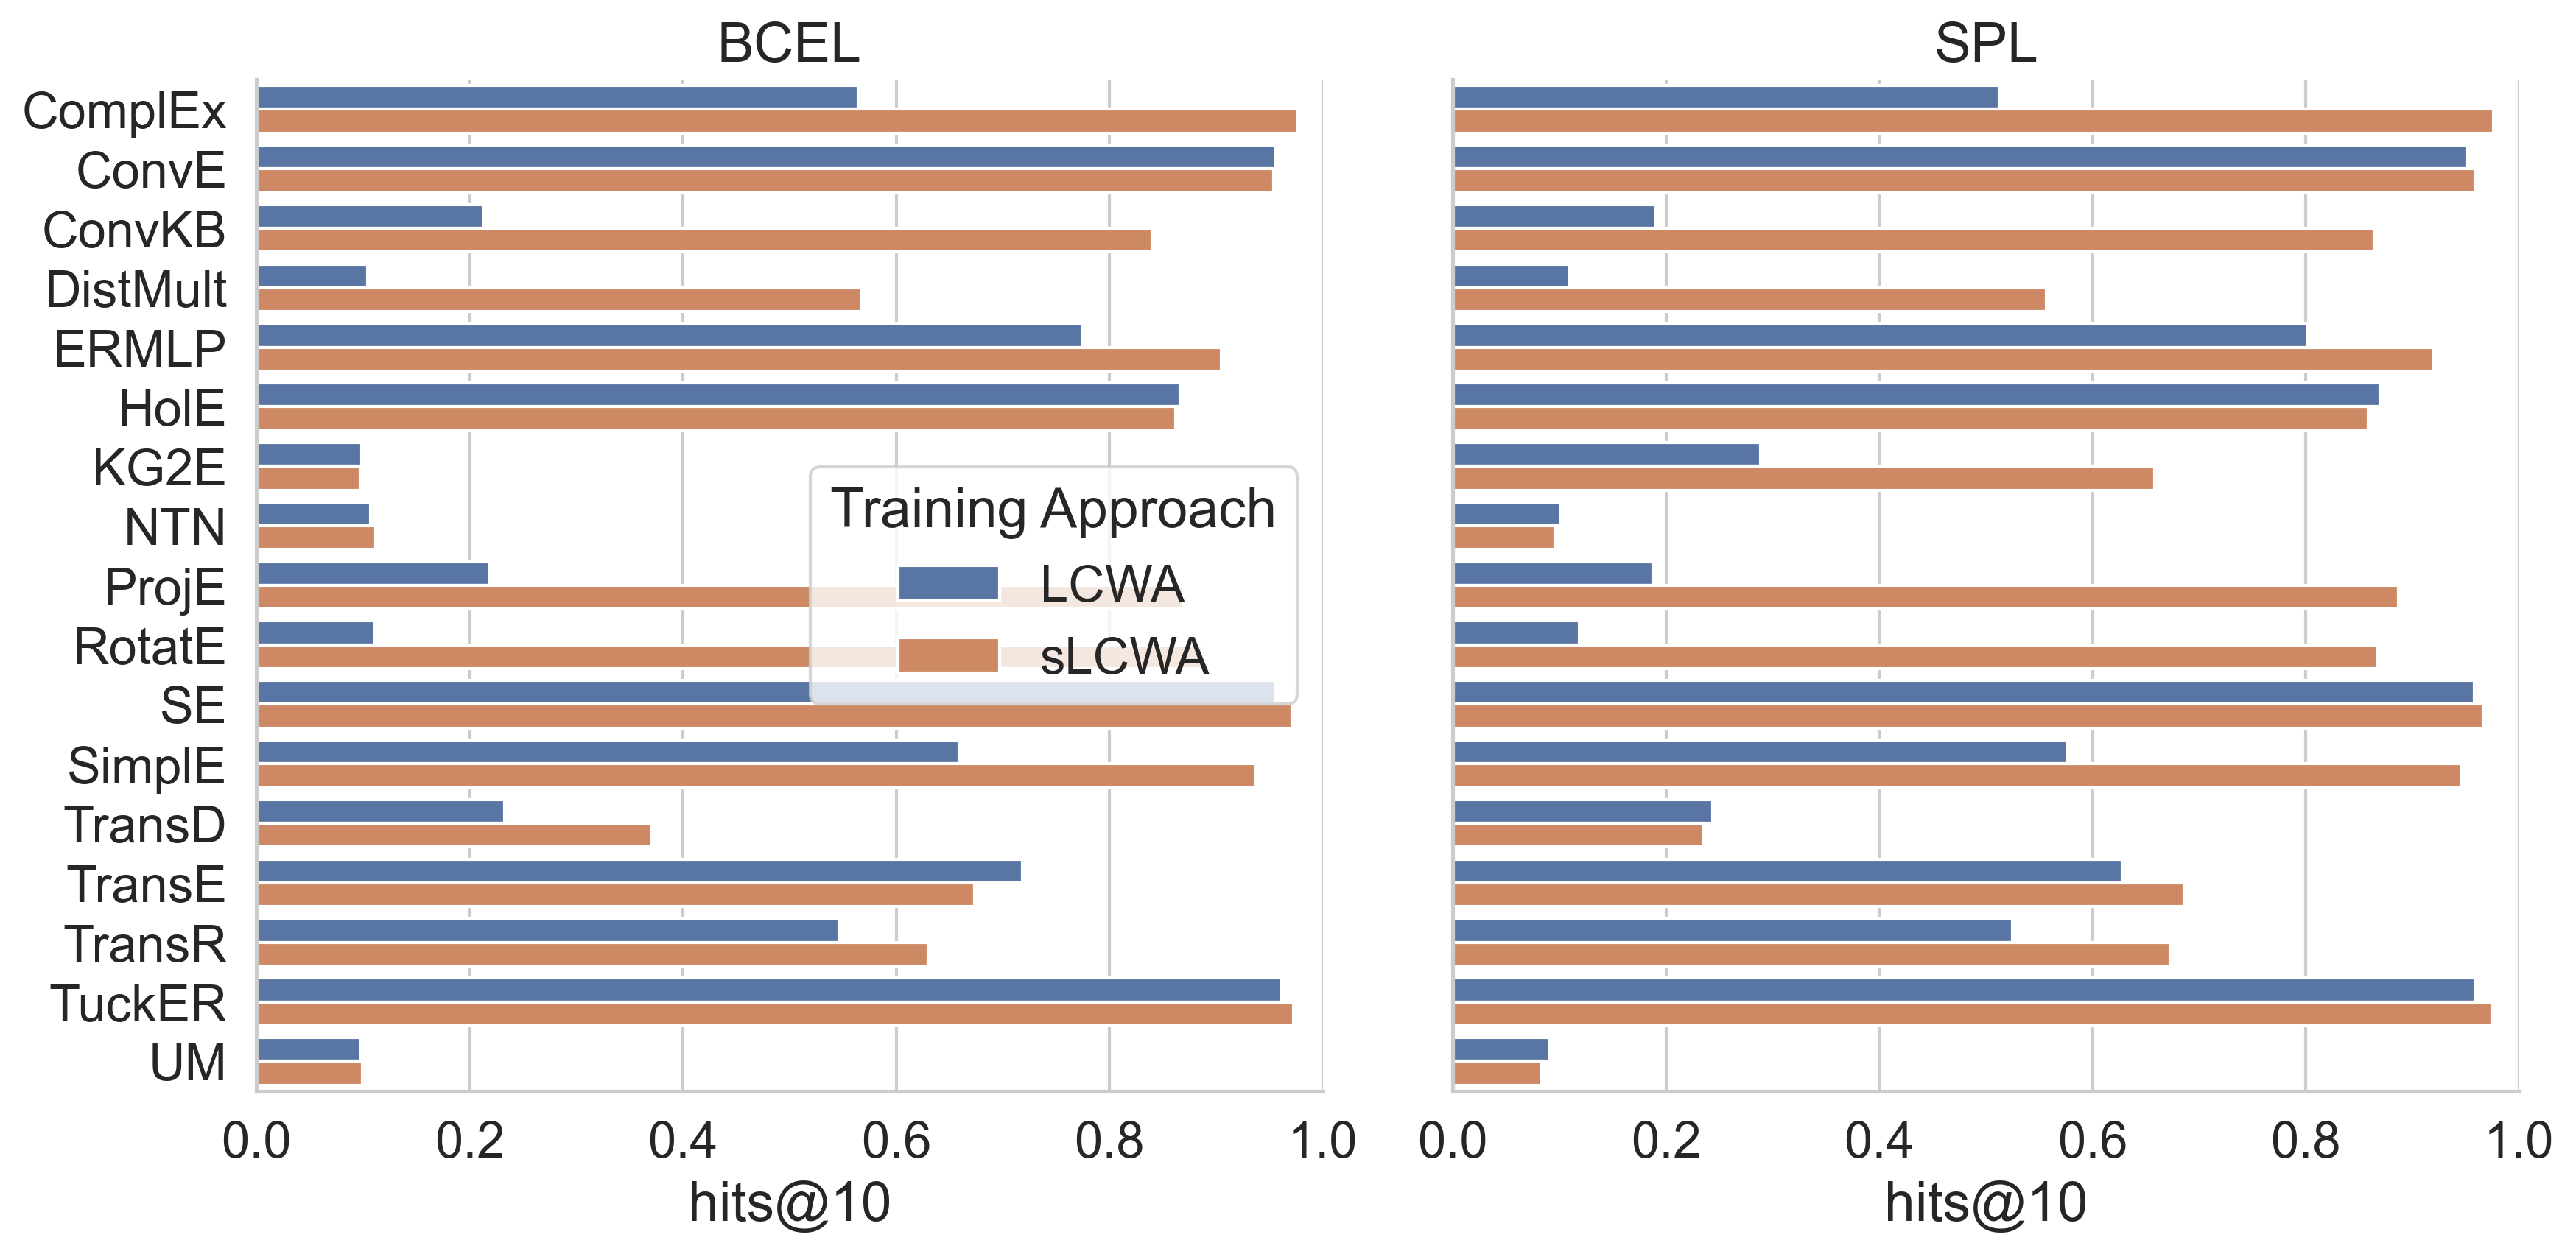 BCEL
SPL
ComplEx
ConvE
ConvKB
DistMult
ERMLP
HolE
KG2E
NTN
ProjE
RotatE
SE
SimplE
TransD
TransE
TransR
TuckER
UM
Training Approach
LCWA
sLCWA
0.0 0.2 0.4 0.6 0.8 1.0
0.0 0.2 0.4 0.6 0.8 1.0
hits@10
hits@10